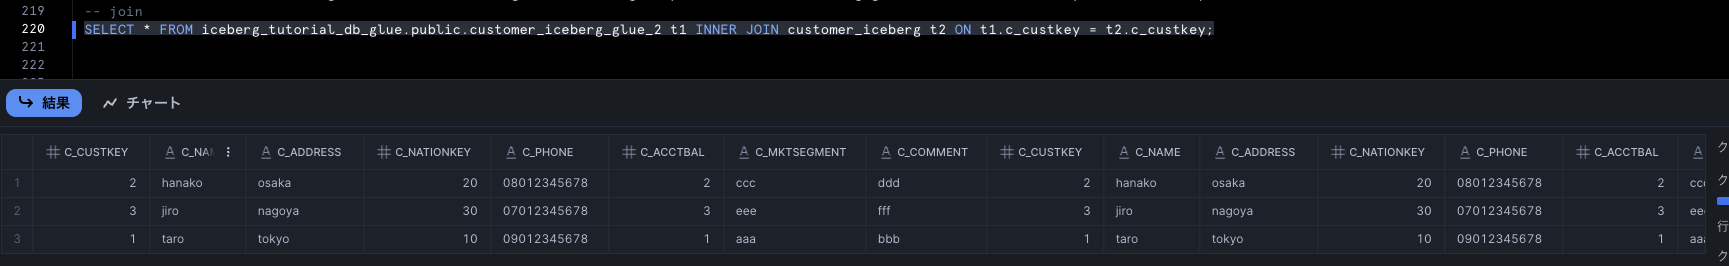 219 -- join
220 SELECT * FROM iceberg_tutorial_db_glue.public.customer_iceberg_glue_2 t1 INNER JOIN customer_iceberg t2 ON t1.c_custkey = t2.c_custkey;
221
222
結果 チャート
C_CUSTKEY C_NA C_ADDRESS C_NATIONKEY C_PHONE C_ACCTBAL C_MKTSEGMENT C_COMMENT C_CUSTKEY C_NAME C_ADDRESS C_NATIONKEY C_PHONE C_ACCTBAL ク
1 2 hanako osaka 20 08012345678 2 ccc ddd 2 hanako osaka 20 08012345678 2 cc ク
2 3 jiro nagoya 30 07012345678 3 eee fff 3 jiro nagoya 30 07012345678 3 ee 行
3 1 taro tokyo 10 09012345678 1 aaa bbb 1 taro tokyo 10 09012345678 1 aa ク